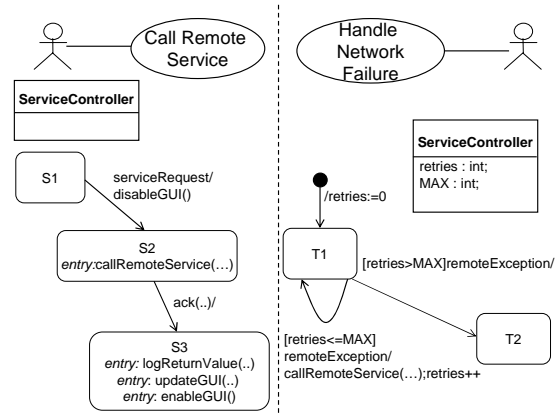 Call Remote
Service
ServiceController
S1
serviceRequest/
disableGUI()
S2
entry:callRemoteService(…)
ack(..)/
S3
entry: logReturnValue(..)
entry: updateGUI(..)
entry: enableGUI()
Handle
Network
Failure
ServiceController
retries : int;
MAX : int;
/retries:=0
T1
[retries>MAX]remoteException/
T2
[retries<=MAX]
remoteException/
callRemoteService(…);retries++